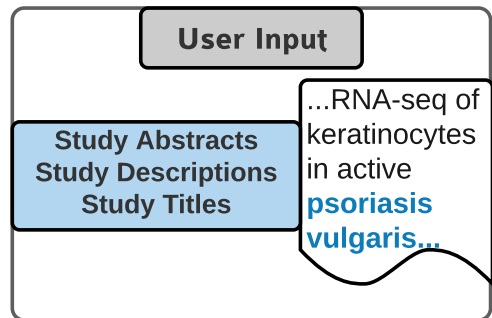 User Input
Study Abstracts
Study Descriptions
Study Titles
...RNA-seq of
keratinocytes
in active
psoriasis
vulgaris...